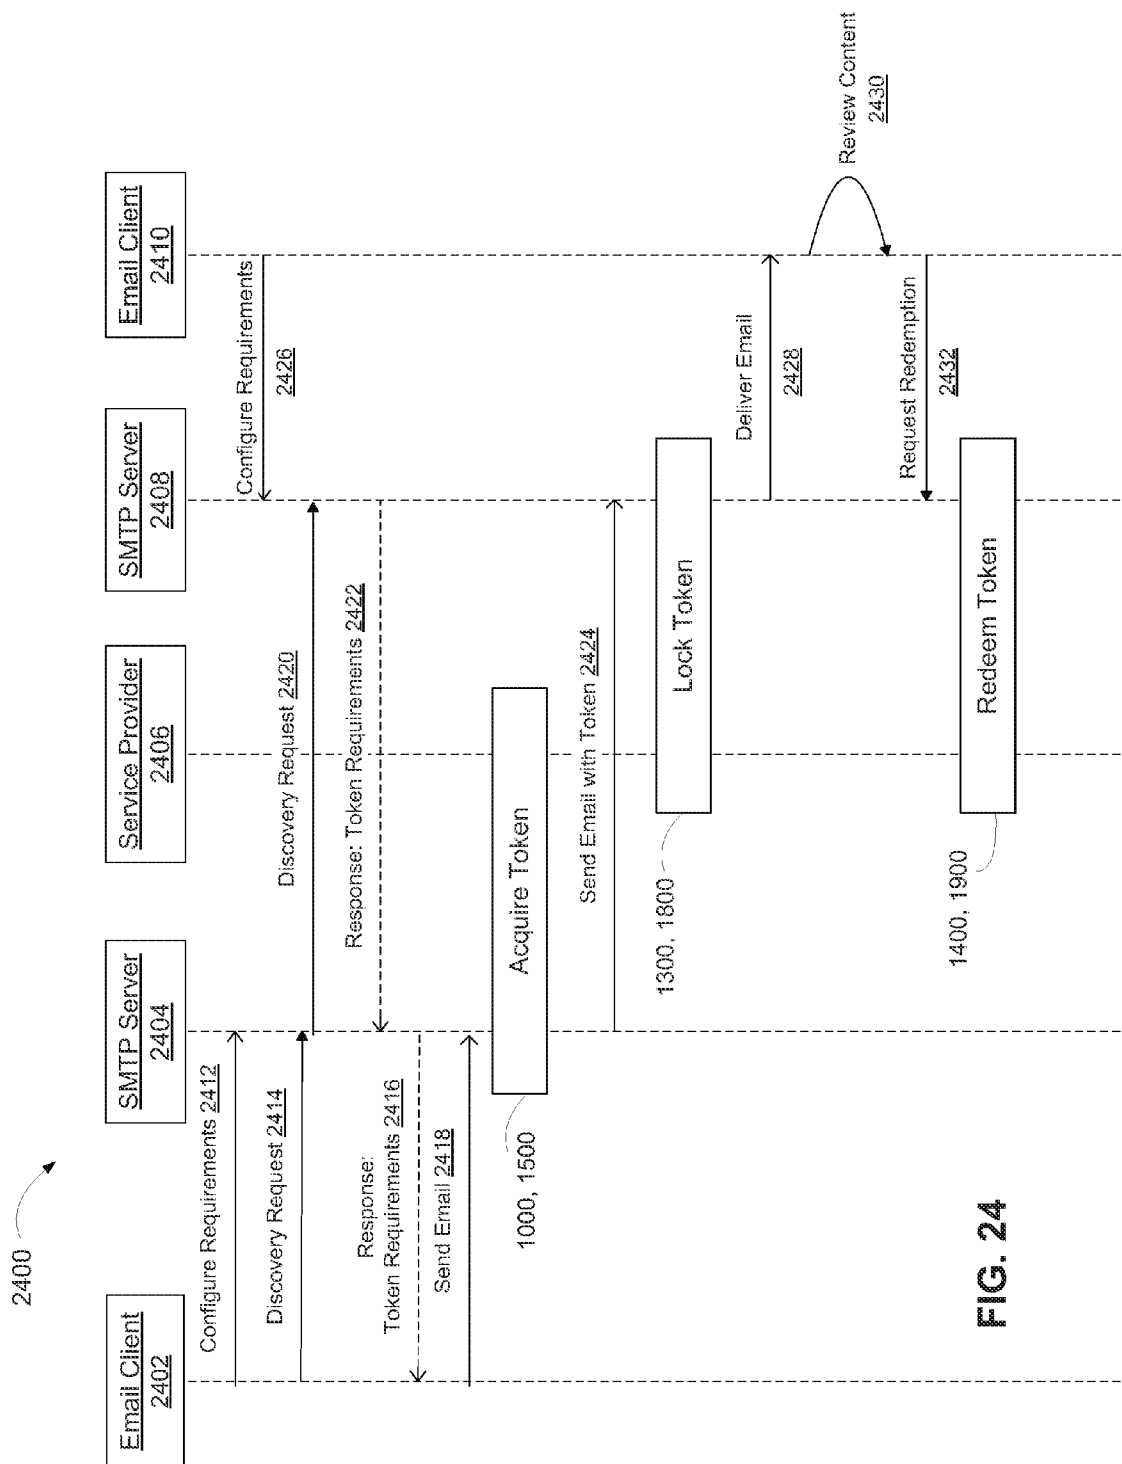 2400
Email Client
2402
SMTP Server
2404
Service Provider
2406
SMTP Server
2408
Email Client
2410
Configure Requirements 2412
Configure Requirements
2426
Discovery Request 2414
Discovery Request 2420
Response: Token Requirements 2422
Response:
Token Requirements 2416
Send Email 2418
Acquire Token
1000, 1500
Send Email with Token 2424
Lock Token
1300, 1800
Deliver Email
2428
Review Content
2430
Request Redemption
2432
Redeem Token
1400, 1900
FIG. 24